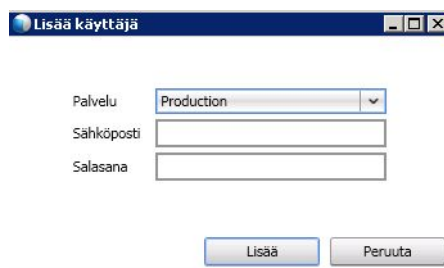 Lisää käyttäjä
Palvelu Production
Sähköposti
Salasana
Lisää Peruuta